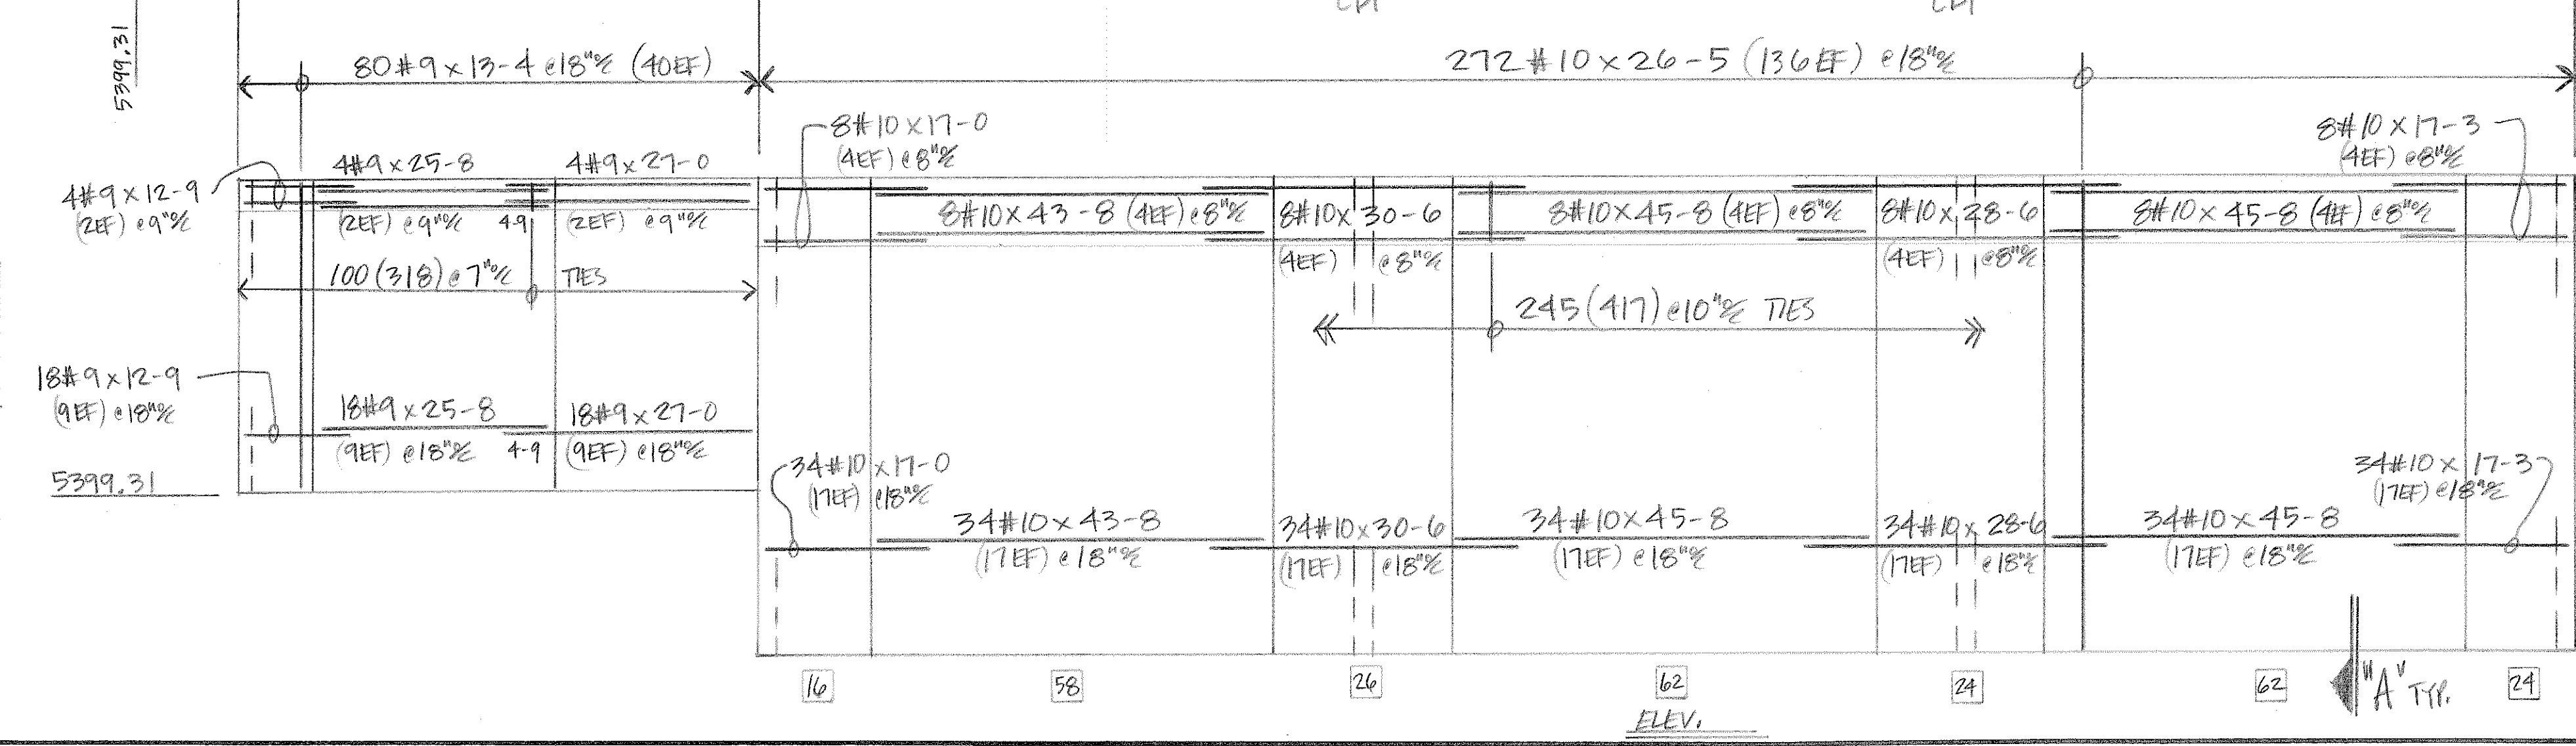 5399.31
80#9x13-4 @18"O/C (40EF)
272#10x26-5 (136EF) @18"O/C
8#10x17-0
(4EF) @8"O/C
8#10x17-3
(4EF) @8"O/C
4#9x12-9
(2EF) @9"O/C
4#9x25-8
(2EF) @9"O/C
4-9
4#9x27-0
(2EF) @9"O/C
8#10x43-8 (4EF) @8"O/C
8#10x30-6
(4EF) @8"O/C
8#10x45-8 (4EF) @8"O/C
8#10x28-6
(4EF) @8"O/C
8#10x45-8 (4EF) @8"O/C
100(318) @7"O/C TIES
245(417) @10"O/C TIES
18#9x12-9
(9EF) @18"O/C
18#9x25-8
(9EF) @18"O/C
4-9
18#9x27-0
(9EF) @18"O/C
5399.31
34#10x17-0
(17EF) @18"O/C
34#10x43-8
(17EF) @18"O/C
34#10x30-6
(17EF) @18"O/C
34#10x45-8
(17EF) @18"O/C
34#10x28-6
(17EF) @18"O/C
34#10x45-8
(17EF) @18"O/C
34#10x17-3
(17EF) @18"O/C
16 58 26 62 24 62 "A" TYP. 24
ELEV.